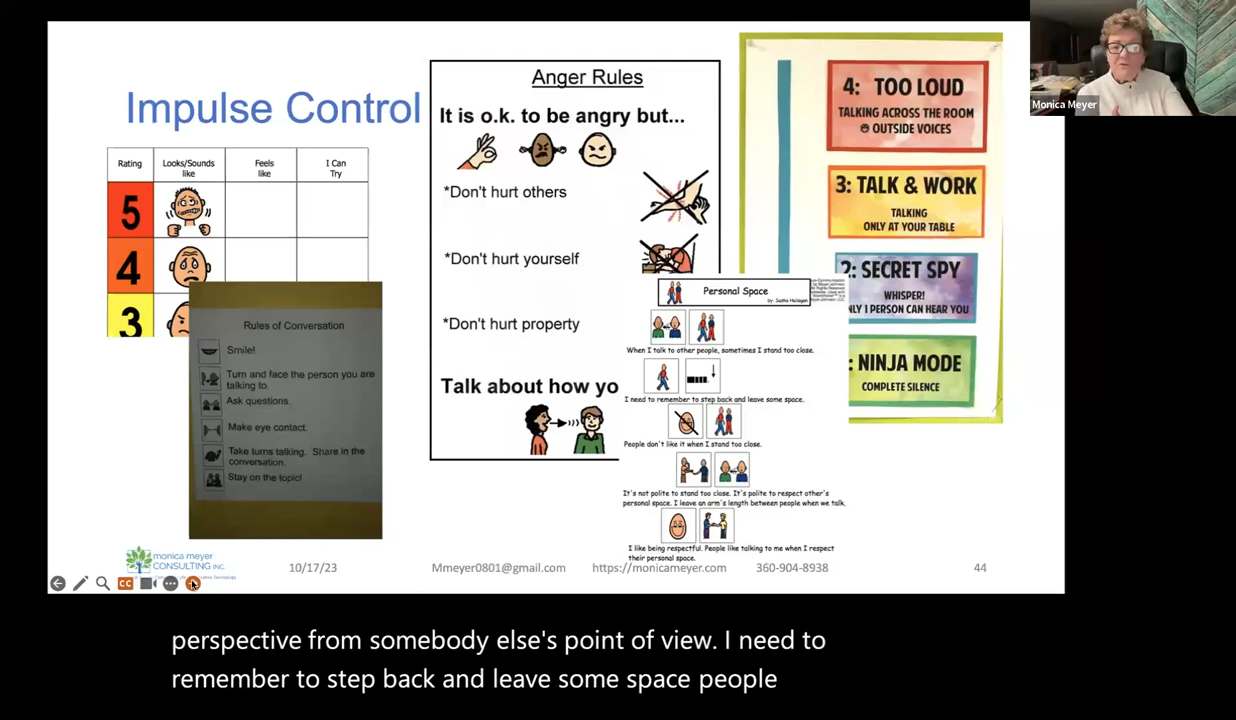 Impulse Control
Rating
Looks/Sounds
like
Feels
like
I Can
Try
5
4
3
Rules of Conversation
Smile!
Turn and face the person you are
talking to.
Ask questions.
Make eye contact.
Take turns talking. Share in the
conversation.
Stay on the topic!
Anger Rules
It is o.k. to be angry but...
*Don't hurt others
*Don't hurt yourself
*Don't hurt property
Talk about how yo
Personal Space
by: Sasha Hallagan
When I talk to other people, sometimes I stand too close.
I need to remember to step back and leave some space.
People don't like it when I stand too close.
It's not polite to stand too close. It's polite to respect other's
personal space. I leave an arm's length between people when we talk.
I like being respectful. People like talking to me when I respect
their personal space.
4: TOO LOUD
TALKING ACROSS THE ROOM
OUTSIDE VOICES
3: TALK & WORK
TALKING
ONLY AT YOUR TABLE
2: SECRET SPY
WHISPER!
NLY 1 PERSON CAN HEAR YOU
: NINJA MODE
COMPLETE SILENCE
Monica Meyer
monica meyer
CONSULTING INC.
10/17/23
Mmeyer0801@gmail.com
https://monicameyer.com
360-904-8938
44
CC
perspective from somebody else's point of view. I need to
remember to step back and leave some space people